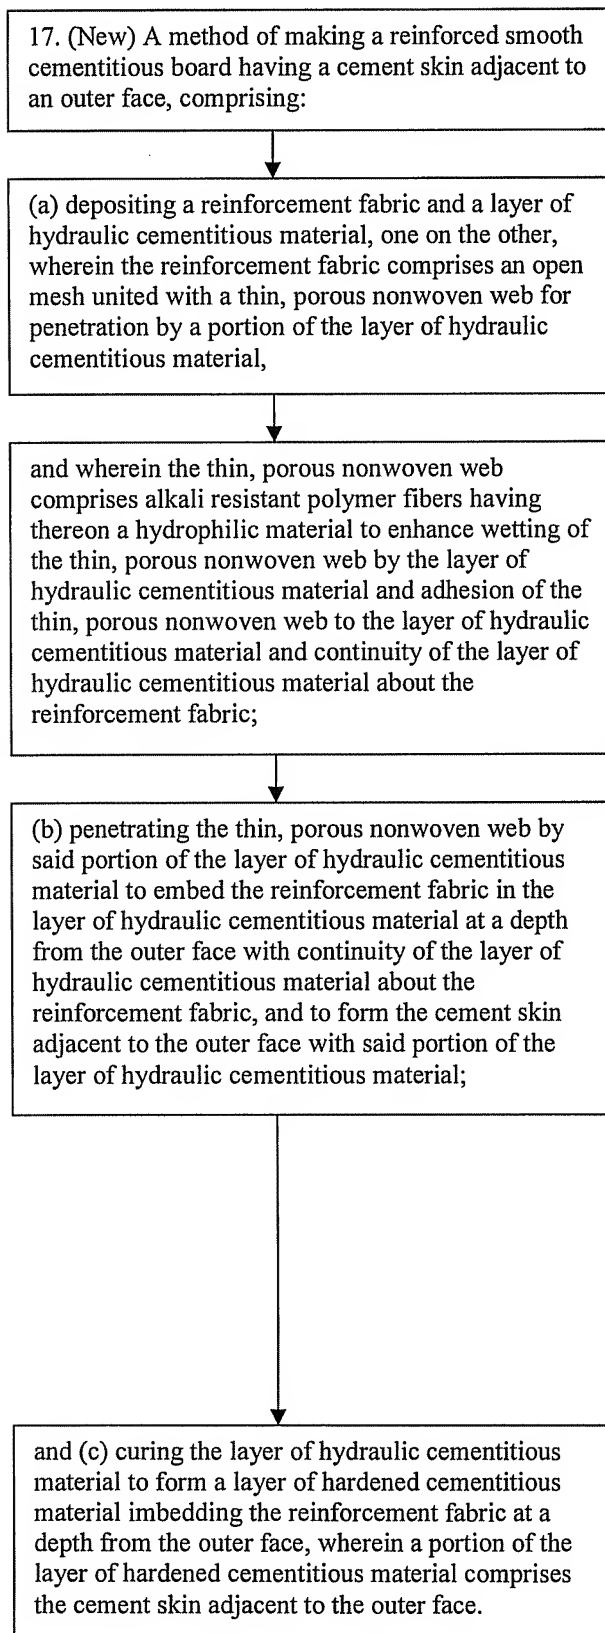 17. (New) A method of making a reinforced smooth
cementitious board having a cement skin adjacent to
an outer face, comprising:
(a) depositing a reinforcement fabric and a layer of
hydraulic cementitious material, one on the other,
wherein the reinforcement fabric comprises an open
mesh united with a thin, porous nonwoven web for
penetration by a portion of the layer of hydraulic
cementitious material,
and wherein the thin, porous nonwoven web
comprises alkali resistant polymer fibers having
thereon a hydrophilic material to enhance wetting of
the thin, porous nonwoven web by the layer of
hydraulic cementitious material and adhesion of the
thin, porous nonwoven web to the layer of hydraulic
cementitious material and continuity of the layer of
hydraulic cementitious material about the
reinforcement fabric;
(b) penetrating the thin, porous nonwoven web by
said portion of the layer of hydraulic cementitious
material to embed the reinforcement fabric in the
layer of hydraulic cementitious material at a depth
from the outer face with continuity of the layer of
hydraulic cementitious material about the
reinforcement fabric, and to form the cement skin
adjacent to the outer face with said portion of the
layer of hydraulic cementitious material;
and (c) curing the layer of hydraulic cementitious
material to form a layer of hardened cementitious
material imbedding the reinforcement fabric at a
depth from the outer face, wherein a portion of the
layer of hardened cementitious material comprises
the cement skin adjacent to the outer face.